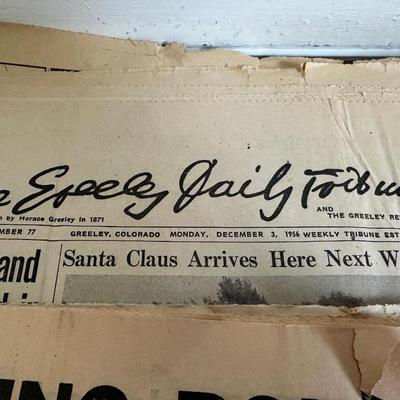 Greeley Daily Tribune
AND
n by Horace Greeley In 1871
THE GREELEY RE
MBER 77
GREELEY, COLORADO MONDAY, DECEMBER 3, 1956 WEEKLY TRIBUNE EST
and
Santa Claus Arrives Here Next W